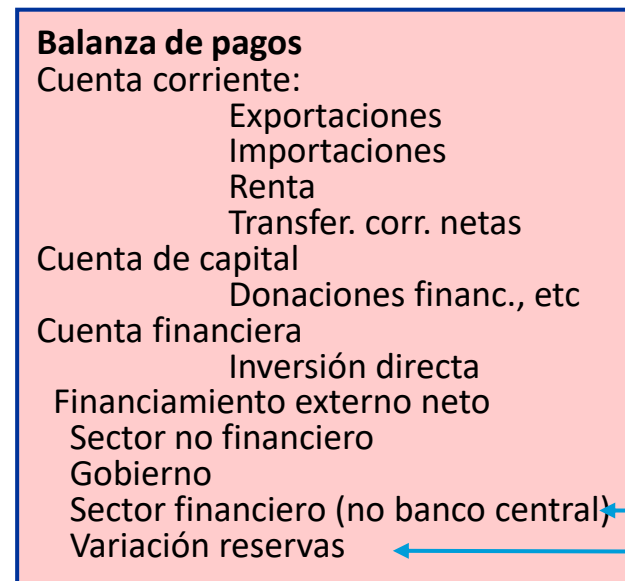 Balanza de pagos
Cuenta corriente:
Exportaciones
Importaciones
Renta
Transfer. corr. netas
Cuenta de capital
Donaciones financ., etc
Cuenta financiera
Inversión directa
Financiamiento externo neto
Sector no financiero
Gobierno
Sector financiero (no banco central)
Variación reservas